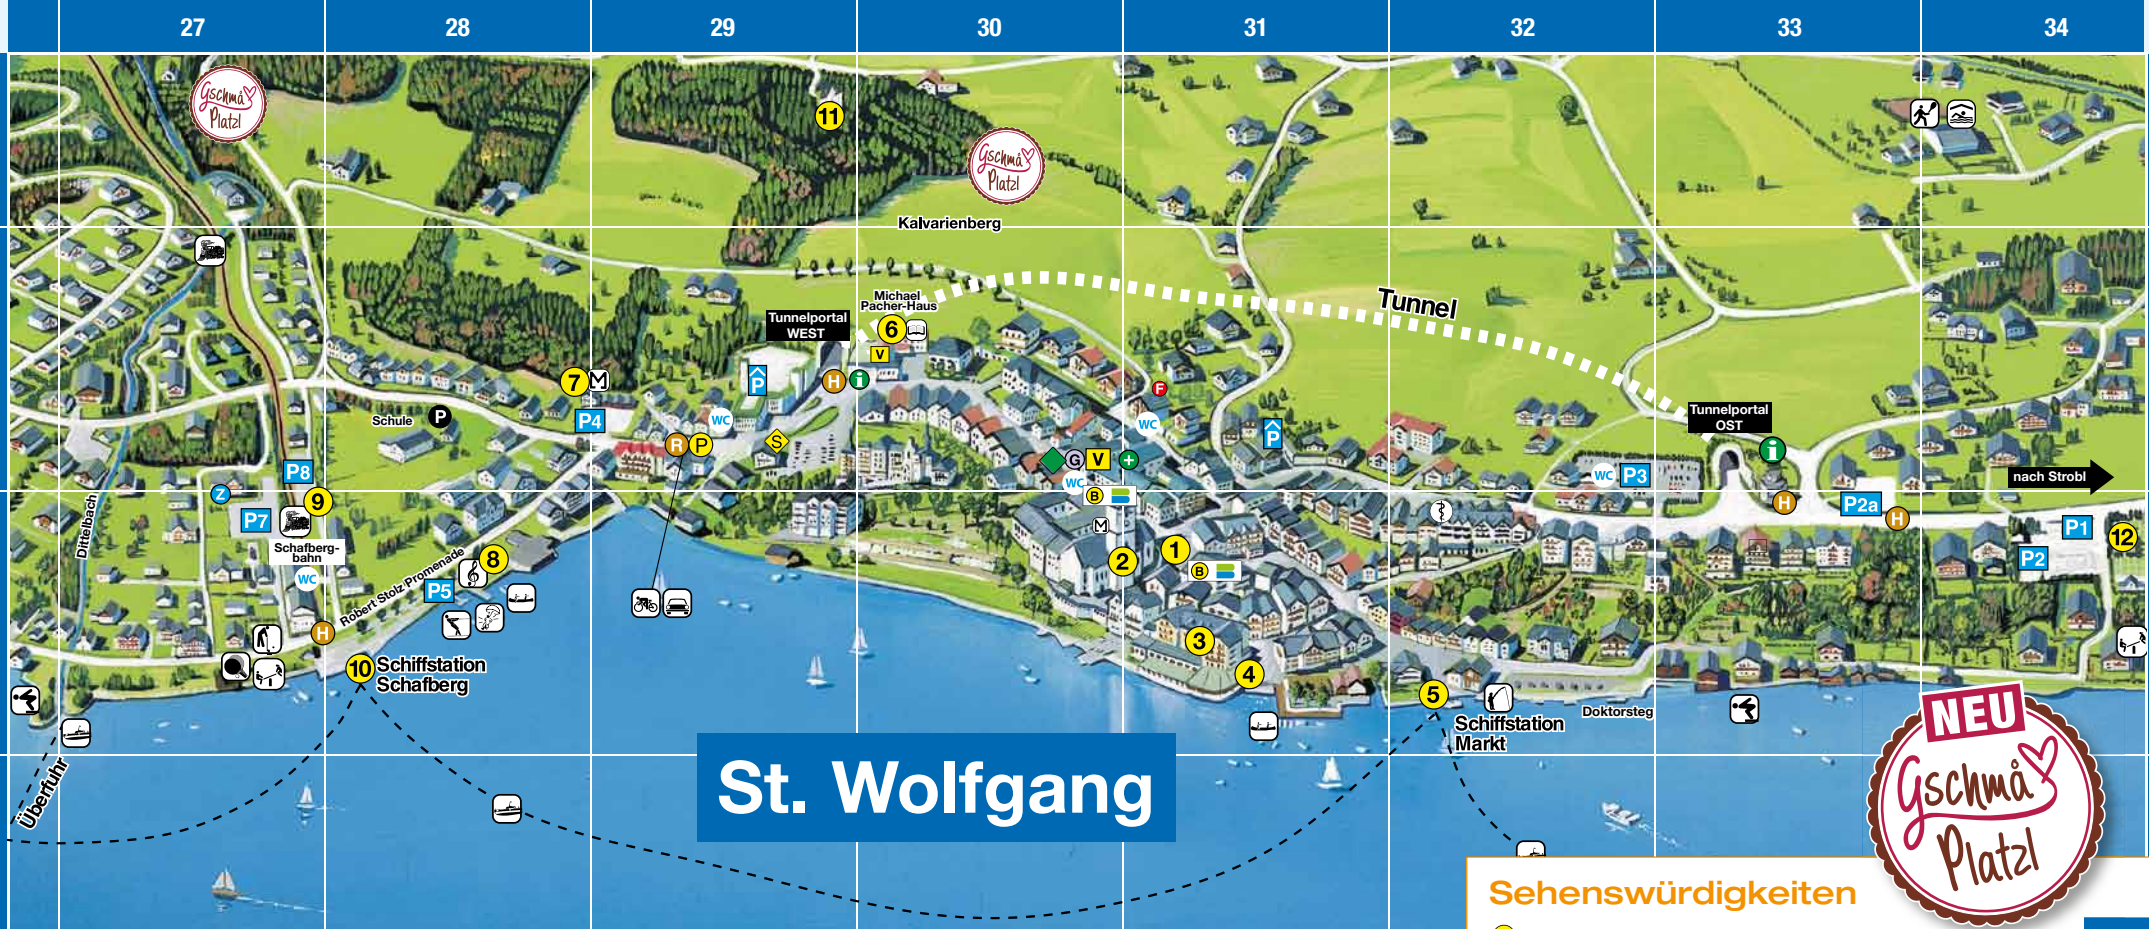 27 28 29 30 31 32 33 34
Gschmå
Platzl
11
Gschmå
Platzl
Kalvarienberg
Tunnel
Michael
Pacher-Haus
Tunnelportal
WEST
6
V
7
M
P
H
i
F
Schule
P
P4
WC
R
P
S
WC
P
Tunnelportal
OST
i
G
V
+
WC
P3
nach Strobl
P8
Z
9
P7
WC
B
M
H
P2a
H
P1
12
P2
Dittelbach
Schafberg-
bahn
WC
Robert Stolz Promenade
8
P5
2
1
B
H
3
4
10
Schiffstation
Schafberg
5
Schiffstation
Markt
Doktorsteg
Überfuhr
St. Wolfgang
NEU
Gschmå
Platzl
Sehenswürdigkeiten